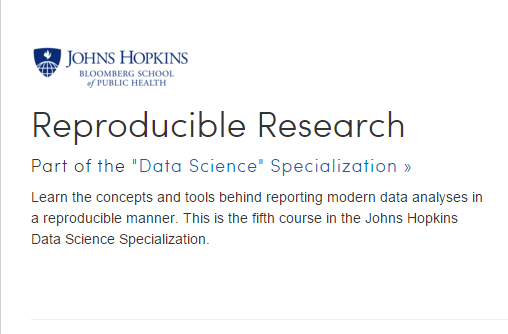 JOHNS HOPKINS
BLOOMBERG SCHOOL
of PUBLIC HEALTH
Reproducible Research
Part of the "Data Science" Specialization »
Learn the concepts and tools behind reporting modern data analyses in
a reproducible manner. This is the fifth course in the Johns Hopkins
Data Science Specialization.